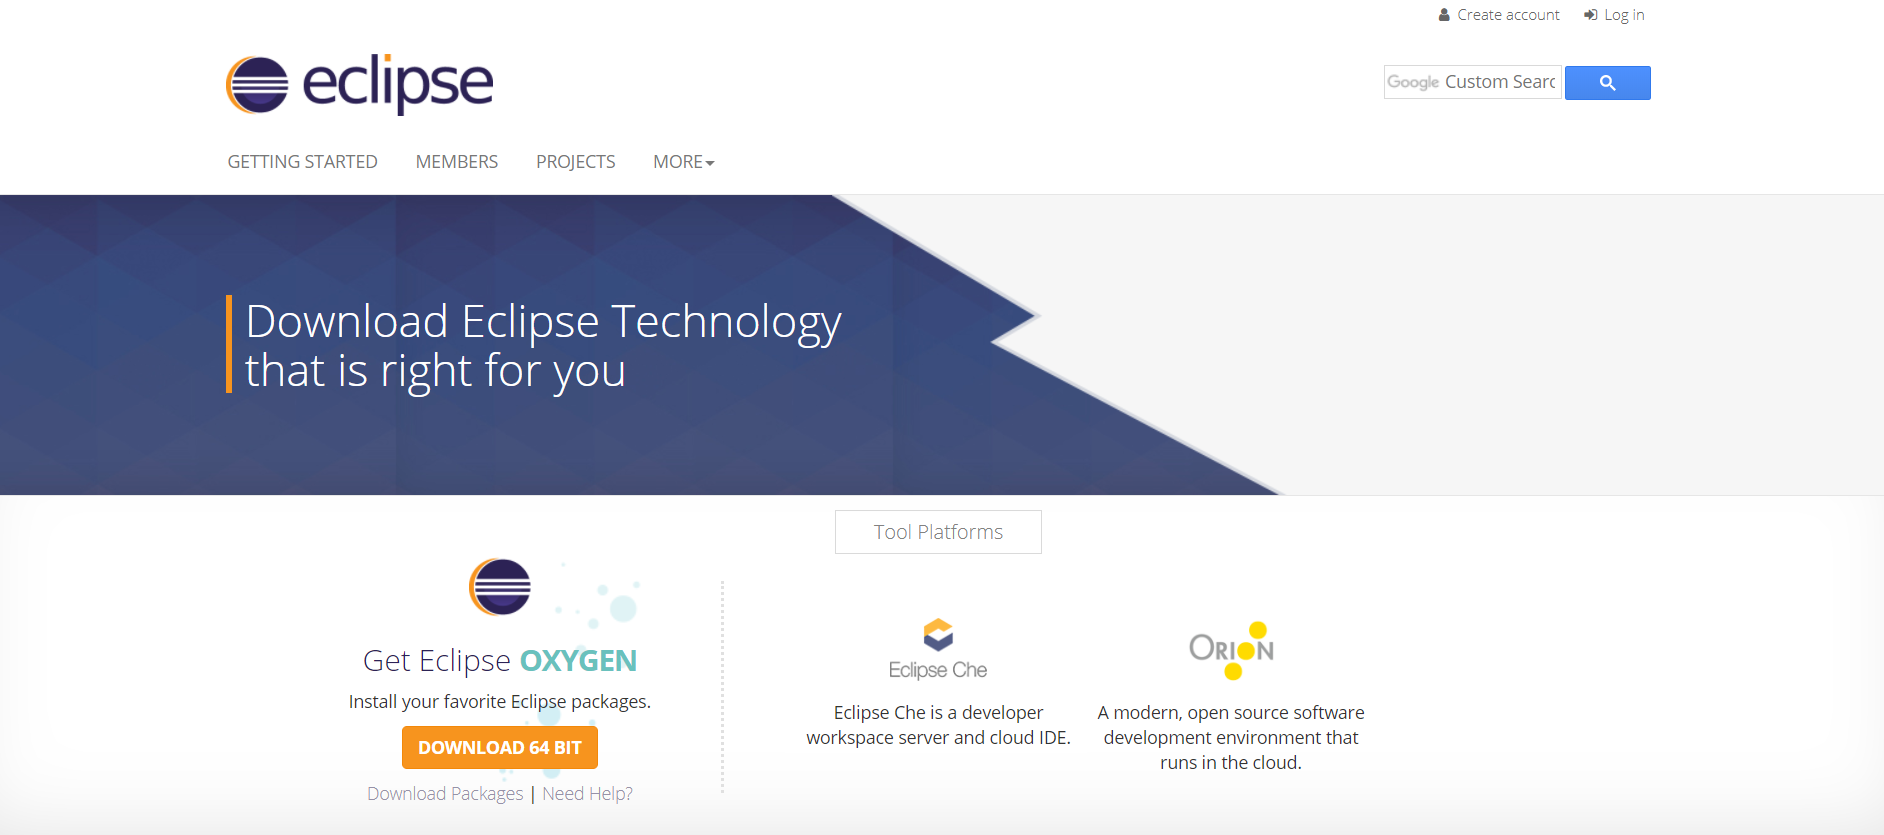 Create account Log in
eclipse
Google Custom Searc
GETTING STARTED MEMBERS PROJECTS MORE
Download Eclipse Technology
that is right for you
Tool Platforms
Get Eclipse OXYGEN
Install your favorite Eclipse packages.
DOWNLOAD 64 BIT
Download Packages | Need Help?
Eclipse Che
Eclipse Che is a developer
workspace server and cloud IDE.
ORION
A modern, open source software
development environment that
runs in the cloud.